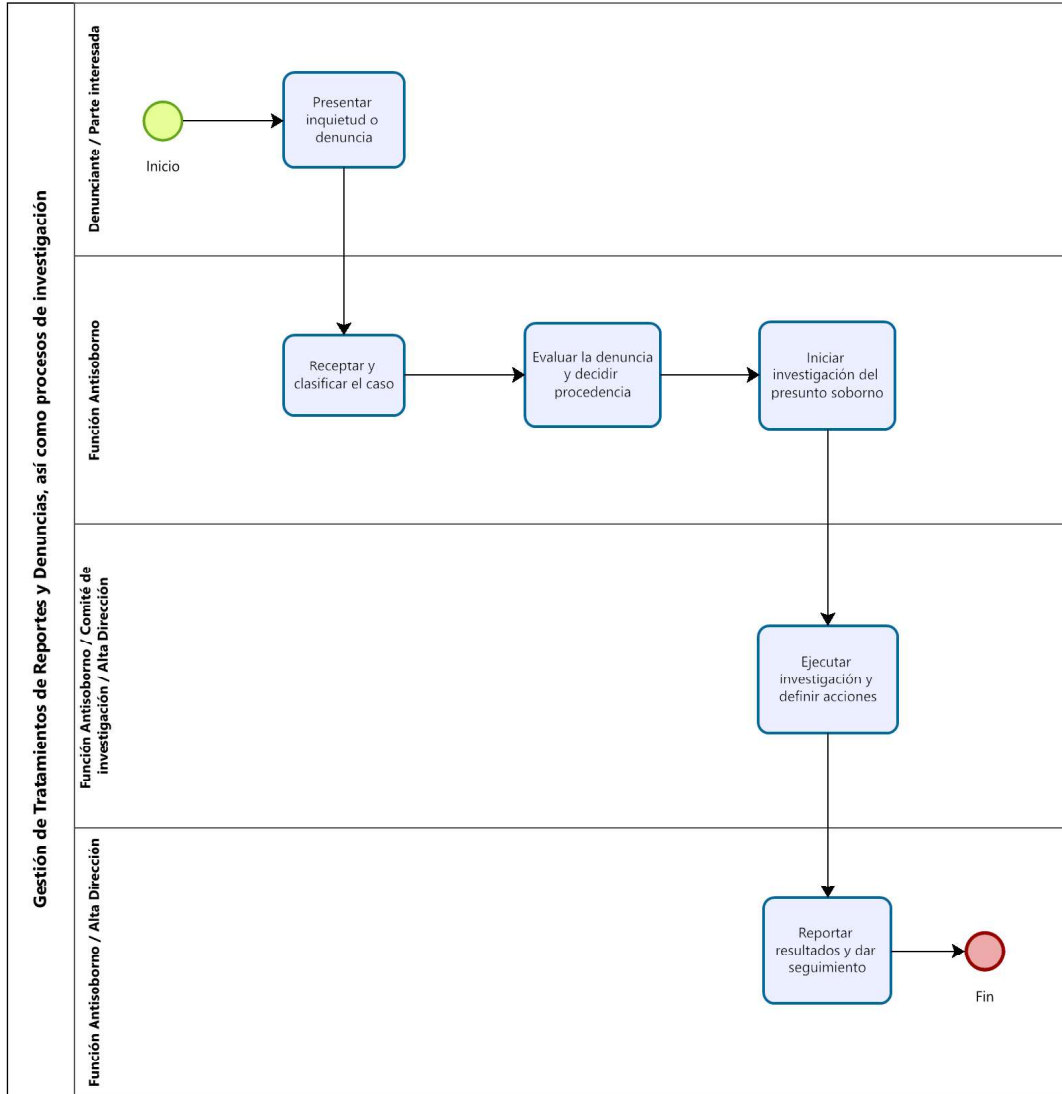 Gestión de Tratamientos de Reportes y Denuncias, así como procesos de investigación
Denunciante / Parte interesada
Inicio
Presentar
inquietud o
denuncia
Función Antisoborno
Receptar y
clasificar el caso
Evaluar la denuncia
y decidir
procedencia
Iniciar
investigación del
presunto soborno
Función Antisoborno / Comité de
investigación / Alta Dirección
Ejecutar
investigación y
definir acciones
Función Antisoborno / Alta Dirección
Reportar
resultados y dar
seguimiento
Fin